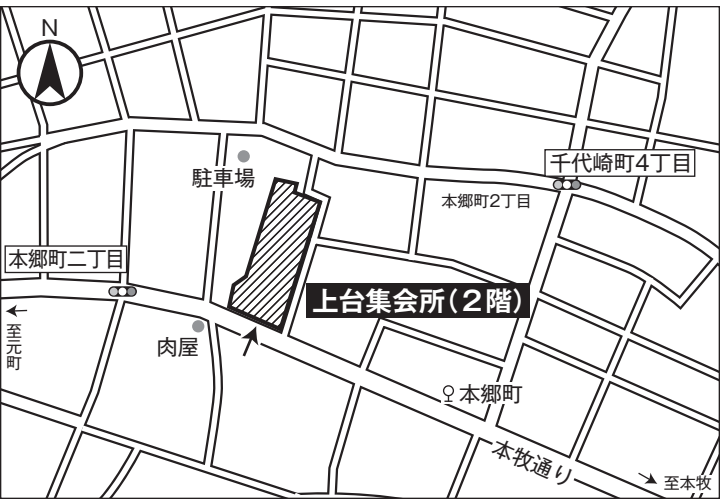 N
千代崎町4丁目
駐車場
本郷町2丁目
本郷町二丁目
上台集会所（2階）
至元町
肉屋
本郷町
本牧通り
至本牧